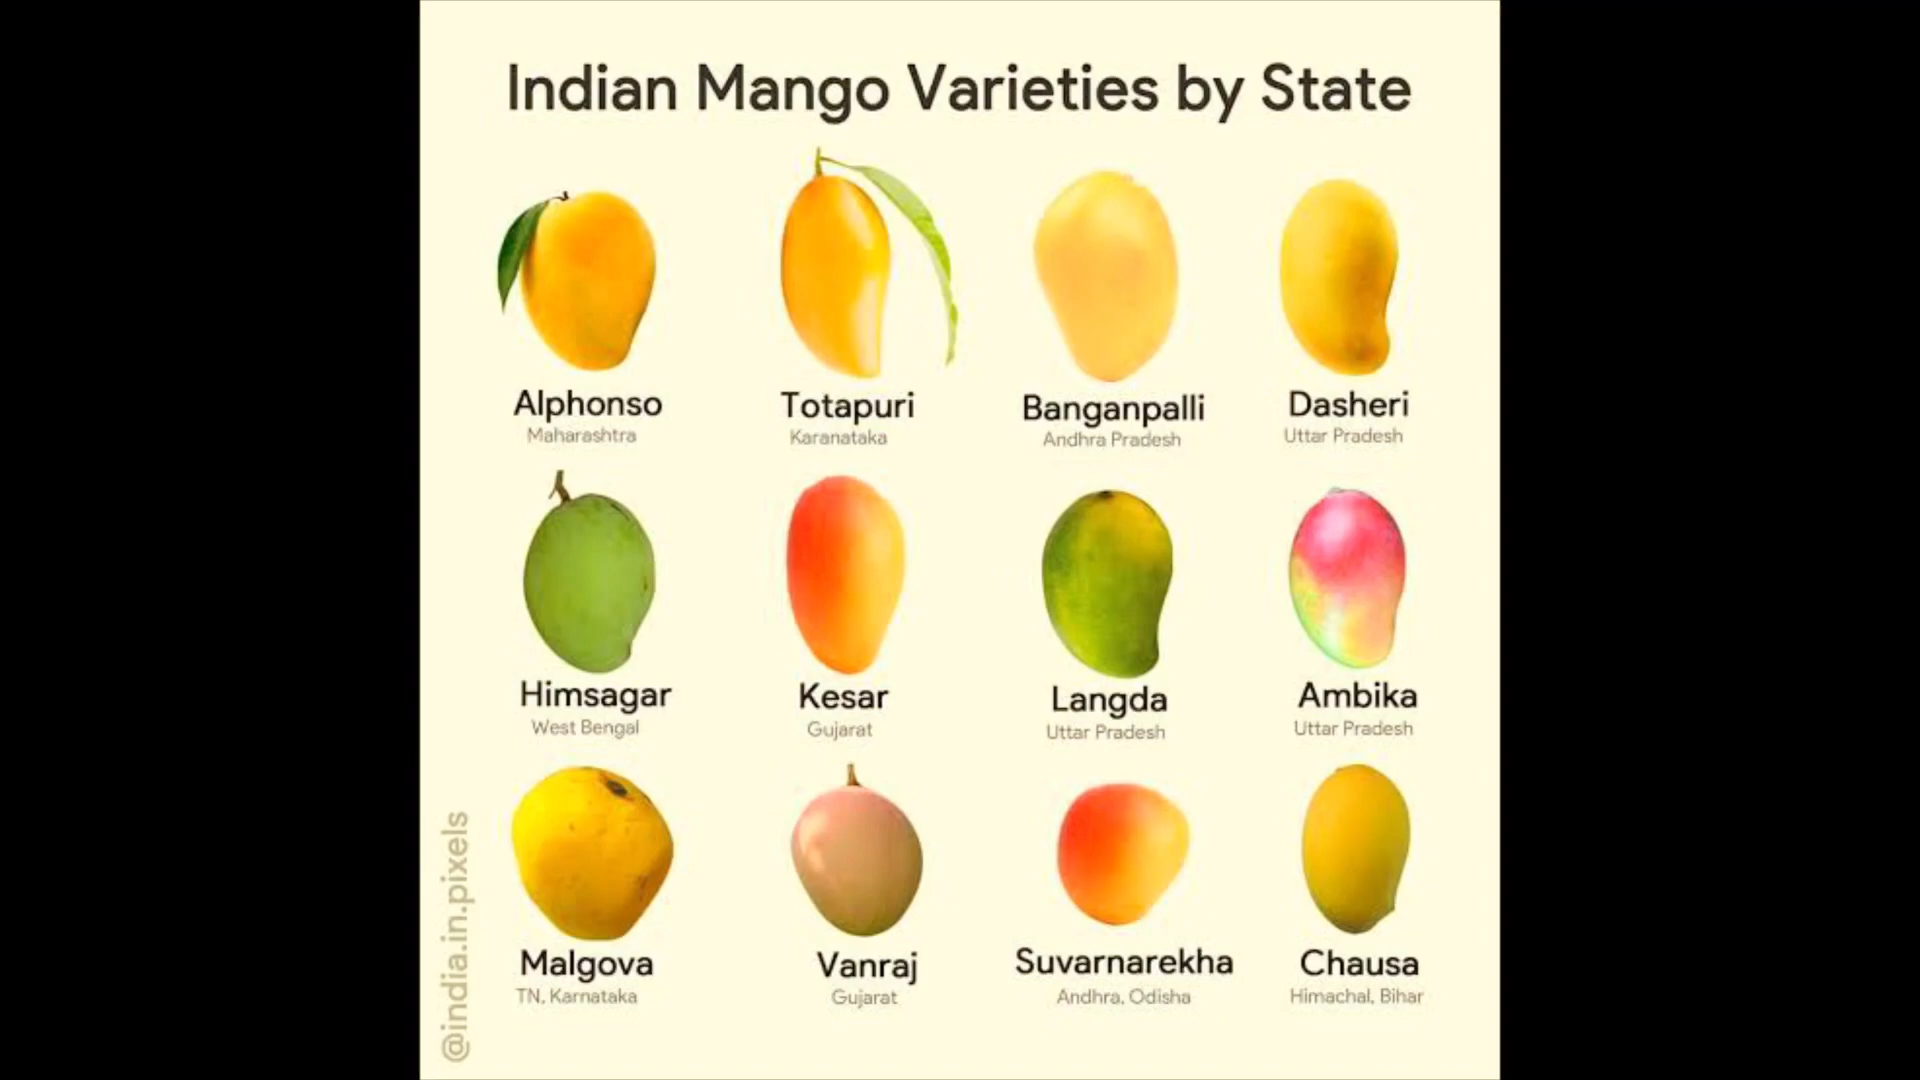 Indian Mango Varieties by State
Alphonso
Maharashtra
Totapuri
Karanataka
Banganpalli
Andhra Pradesh
Dasheri
Uttar Pradesh
Himsagar
West Bengal
Kesar
Gujarat
Langda
Uttar Pradesh
Ambika
Uttar Pradesh
Malgova
TN, Karnataka
Vanraj
Gujarat
Suvarnarekha
Andhra, Odisha
Chausa
Himachal, Bihar
@india.in.pixels